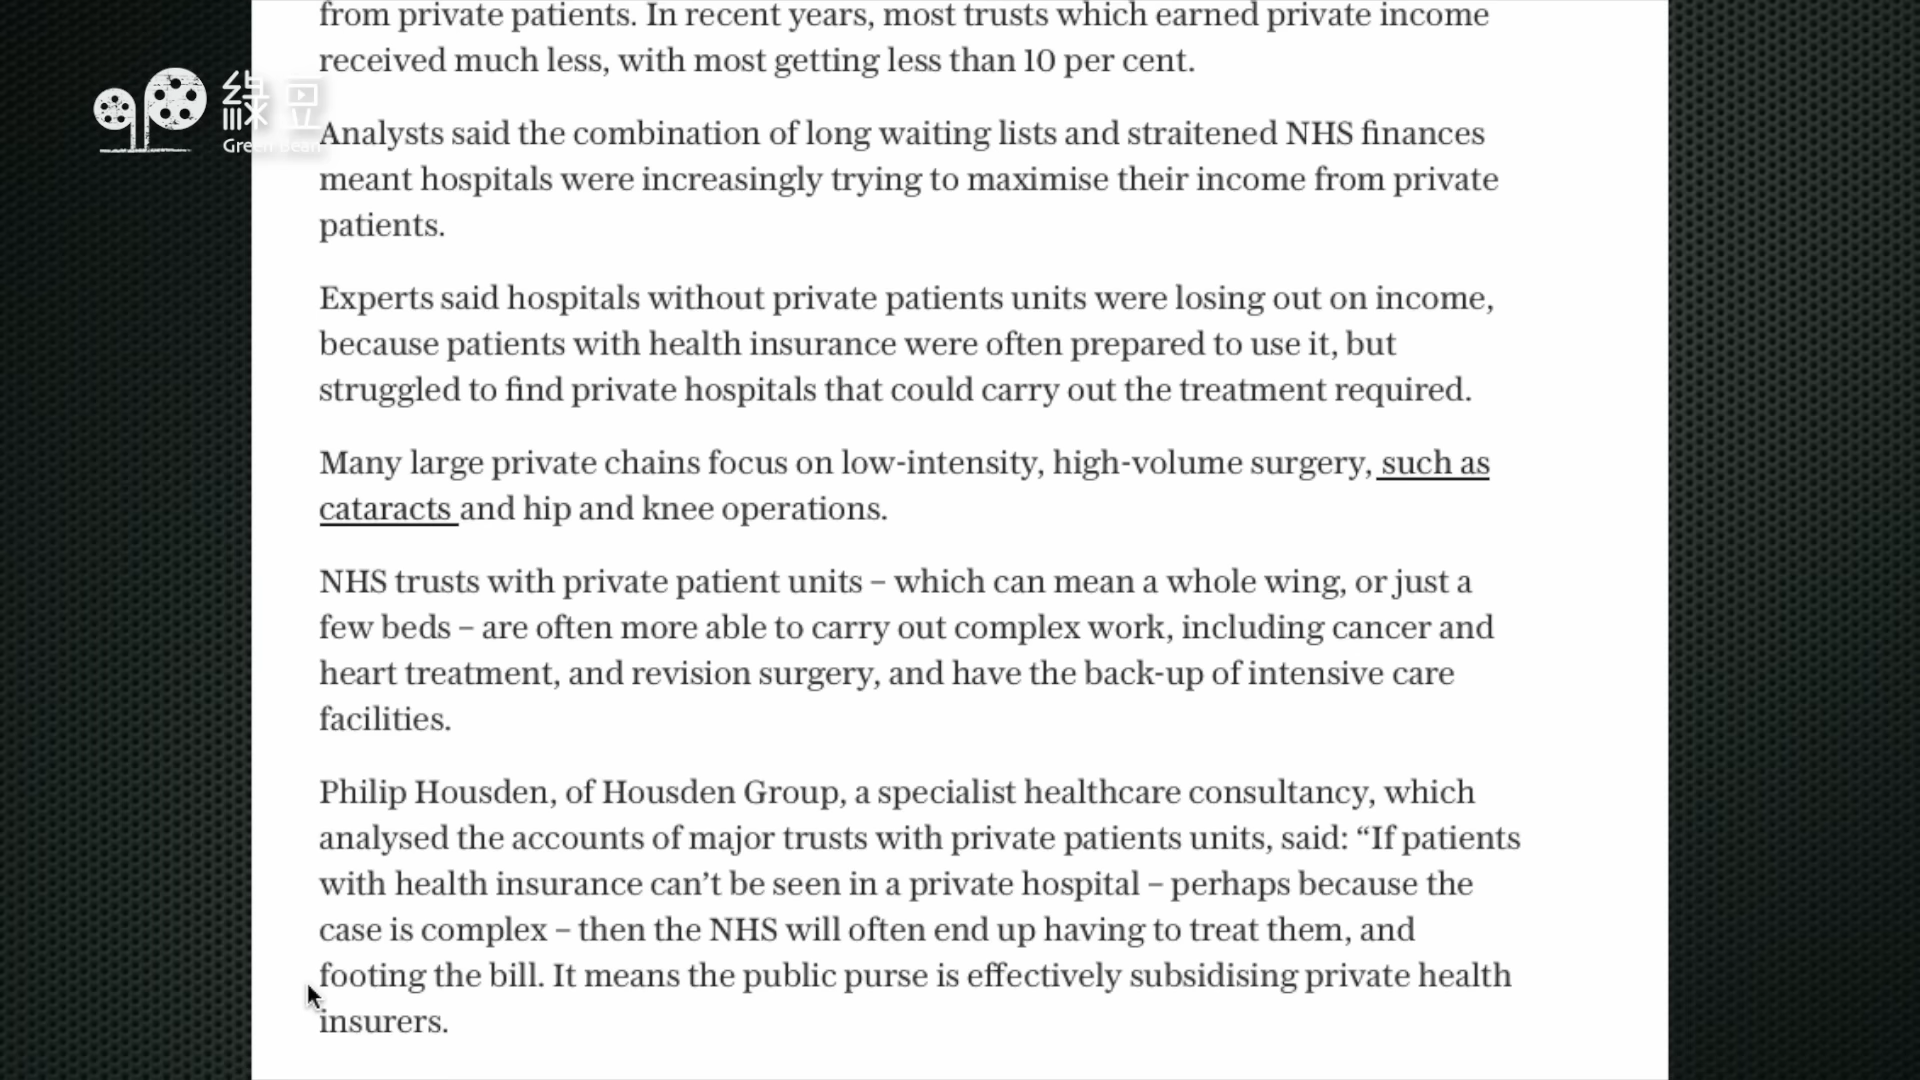 from private patients. In recent years, most trusts which earned private income
received much less, with most getting less than 10 per cent.
綠豆
Green Bean
Analysts said the combination of long waiting lists and straitened NHS finances
meant hospitals were increasingly trying to maximise their income from private
patients.
Experts said hospitals without private patients units were losing out on income,
because patients with health insurance were often prepared to use it, but
struggled to find private hospitals that could carry out the treatment required.
Many large private chains focus on low-intensity, high-volume surgery, such as
cataracts and hip and knee operations.
NHS trusts with private patient units – which can mean a whole wing, or just a
few beds – are often more able to carry out complex work, including cancer and
heart treatment, and revision surgery, and have the back-up of intensive care
facilities.
Philip Housden, of Housden Group, a specialist healthcare consultancy, which
analysed the accounts of major trusts with private patients units, said: “If patients
with health insurance can’t be seen in a private hospital – perhaps because the
case is complex – then the NHS will often end up having to treat them, and
footing the bill. It means the public purse is effectively subsidising private health
insurers.